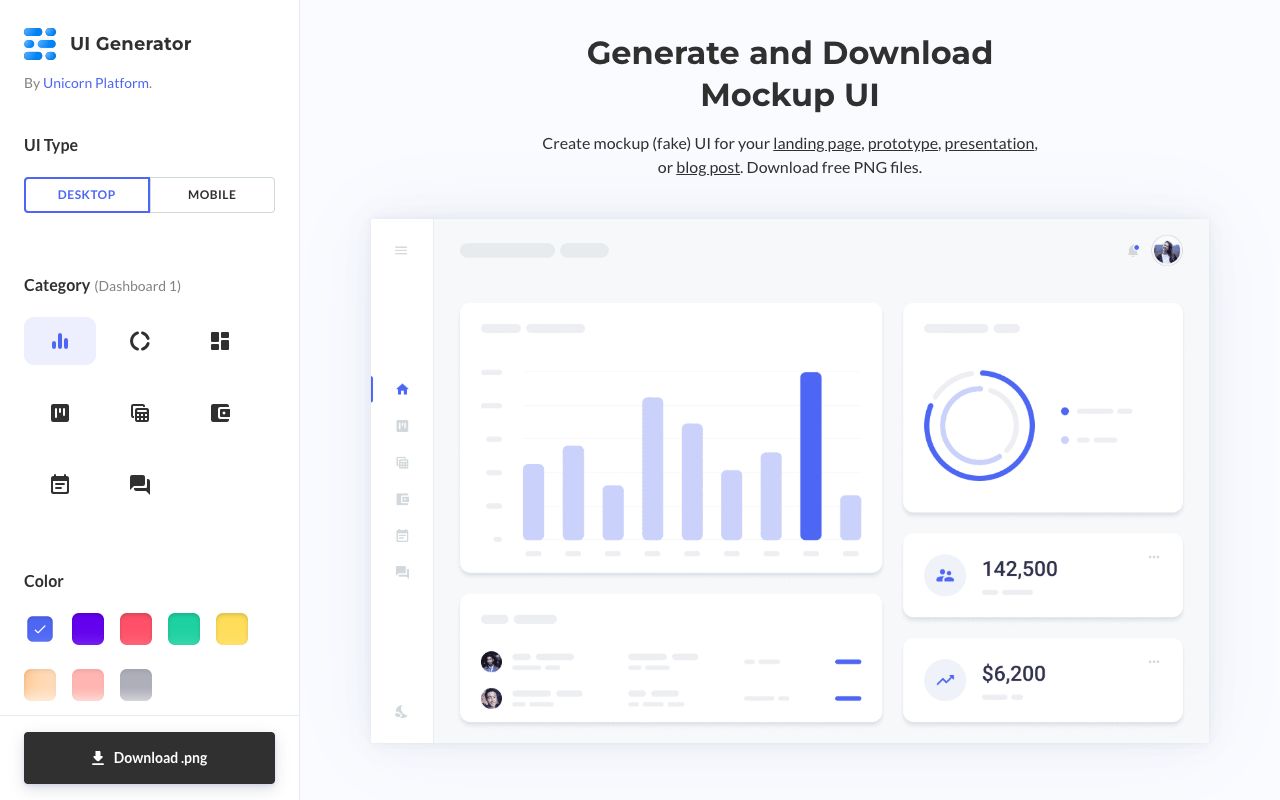 UI Generator
By Unicorn Platform.
UI Type
DESKTOP
MOBILE
Category (Dashboard 1)
Color
Download .png
Generate and Download
Mockup UI
Create mockup (fake) UI for your landing page, prototype, presentation,
or blog post. Download free PNG files.
142,500
$6,200